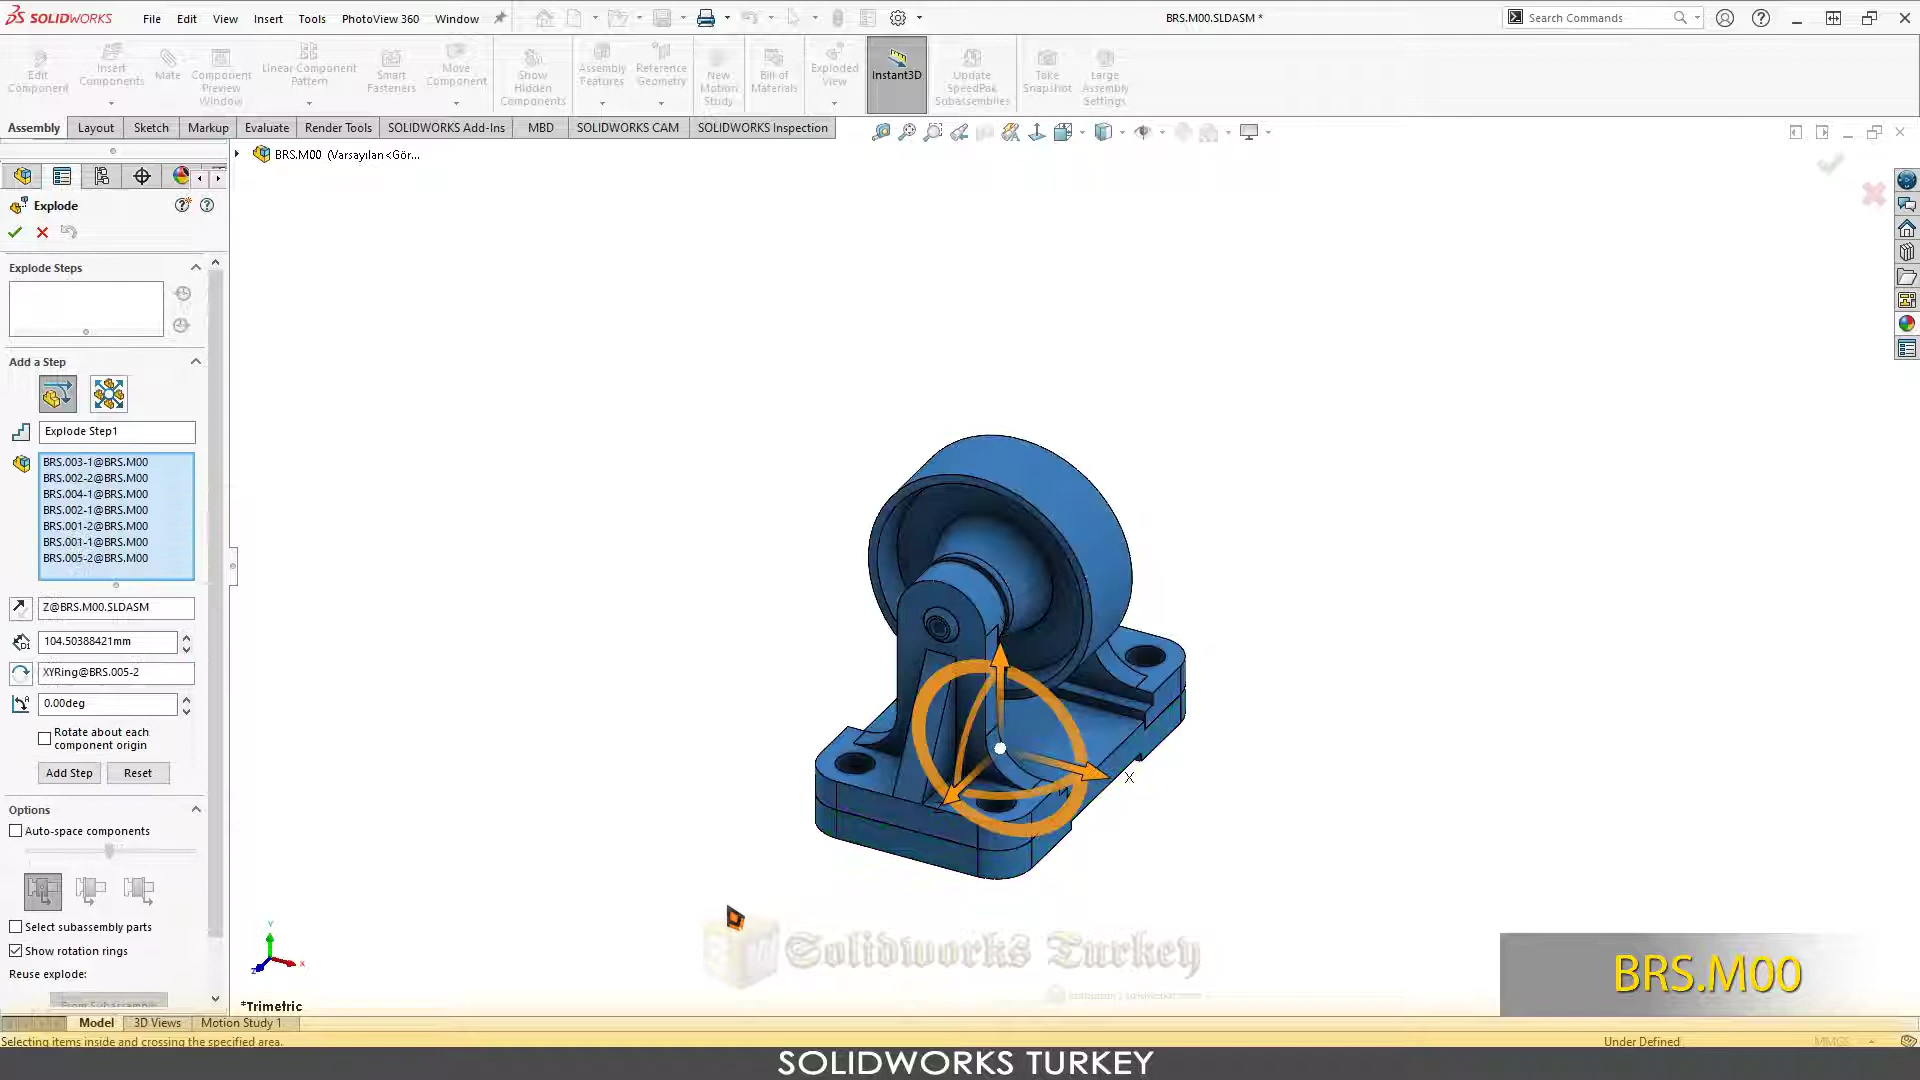 SOLIDWORKS File Edit View Insert Tools PhotoView 360 Window BRS.M00.SLDASM * Search Commands
Edit Component
Insert Components
Mate
Component Preview Window
Linear Component Pattern
Smart Fasteners
Move Component
Show Hidden Components
Assembly Features
Reference Geometry
New Motion Study
Bill of Materials
Exploded View
Instant3D
Update SpeedPak Subassemblies
Take Snapshot
Large Assembly Settings
Assembly Layout Sketch Markup Evaluate Render Tools SOLIDWORKS Add-Ins MBD SOLIDWORKS CAM SOLIDWORKS Inspection
BRS.M00 (Varsayılan<Gör...
Explode
Explode Steps
Add a Step
Explode Step1
BRS.003-1@BRS.M00
BRS.002-2@BRS.M00
BRS.004-1@BRS.M00
BRS.002-1@BRS.M00
BRS.001-2@BRS.M00
BRS.001-1@BRS.M00
BRS.005-2@BRS.M00
Z@BRS.M00.SLDASM
D1
104.50388421mm
XYRing@BRS.005-2
0.00deg
Rotate about each
component origin
Add Step Reset
Options
Auto-space components
Select subassembly parts
Show rotation rings
Reuse explode:
X
Y
X
Z
*Trimetric
Solidworks Turkey
BRS.M00
Model 3D Views Motion Study 1
Selecting items inside and crossing the specified area. Under Defined MMGS
SOLIDWORKS TURKEY